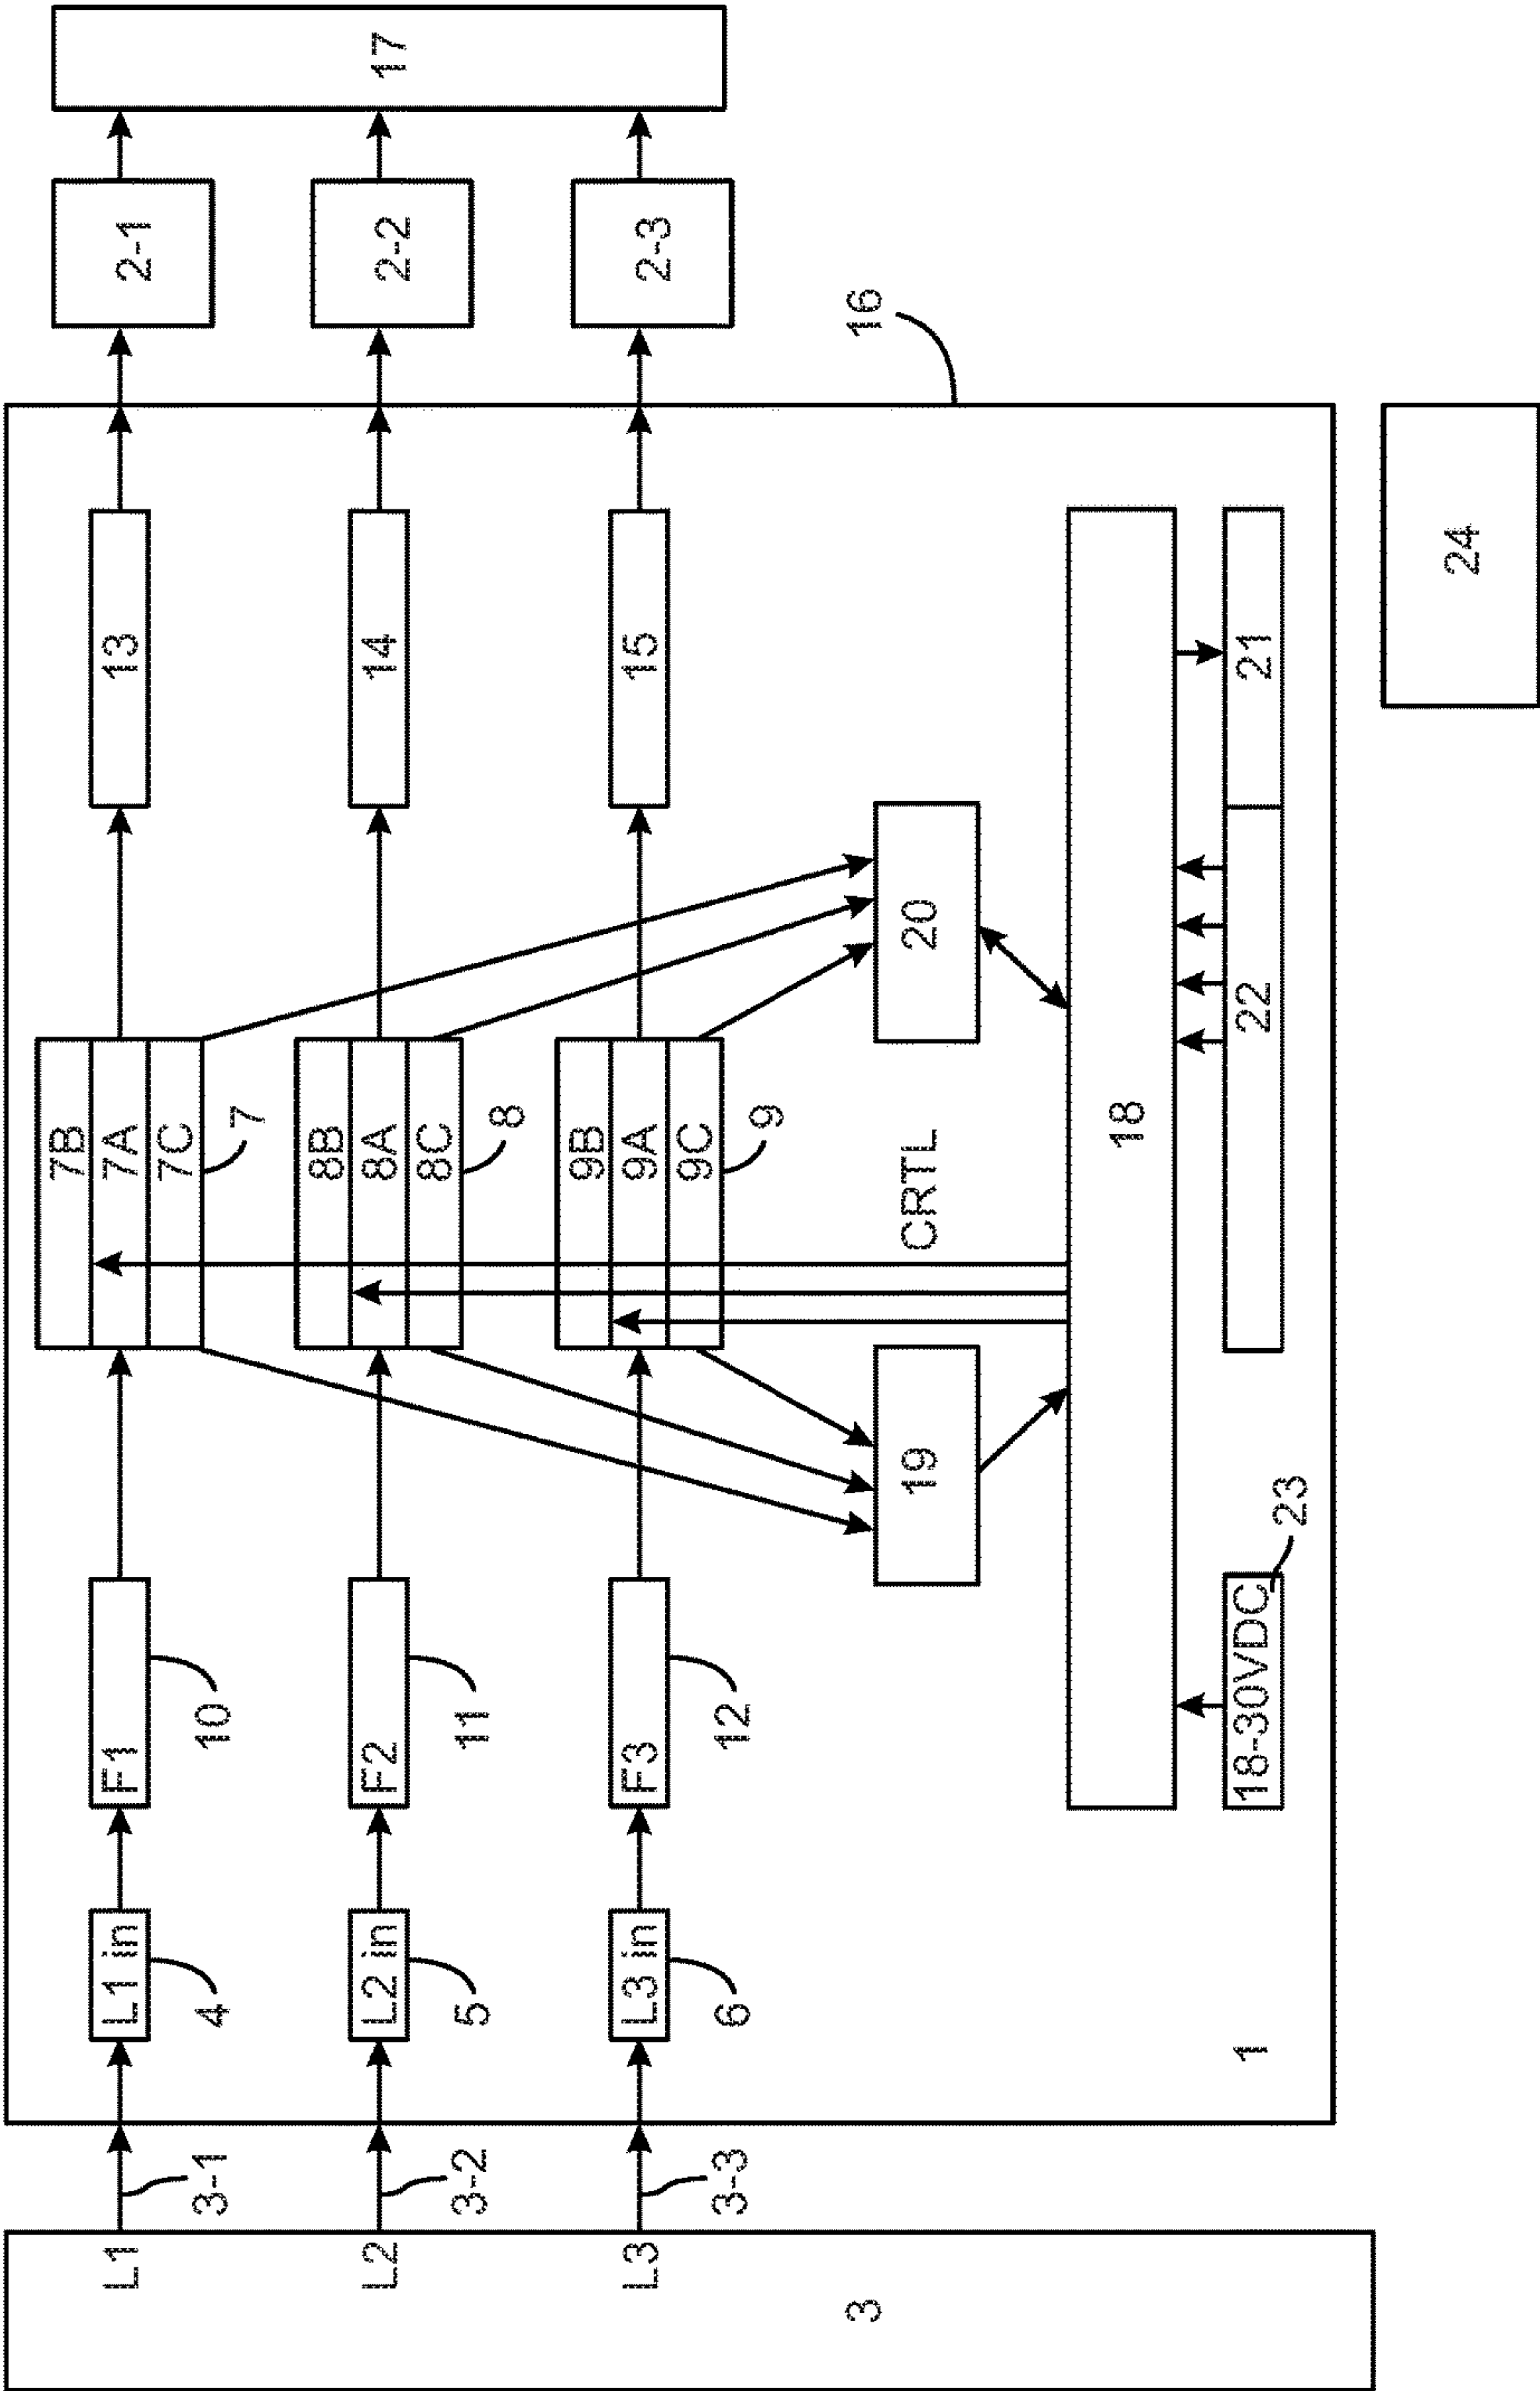 3
L1
L2
L3
3-1
3-2
3-3
1
L1 in
4
L2 in
5
L3 in
6
F1
10
F2
11
F3
12
18-30VDC
23
7B
7A
7C
7
8B
8A
8C
8
9B
9A
9C
9
CRTL
19
20
18
22
21
13
14
15
16
24
2-1
2-2
2-3
17